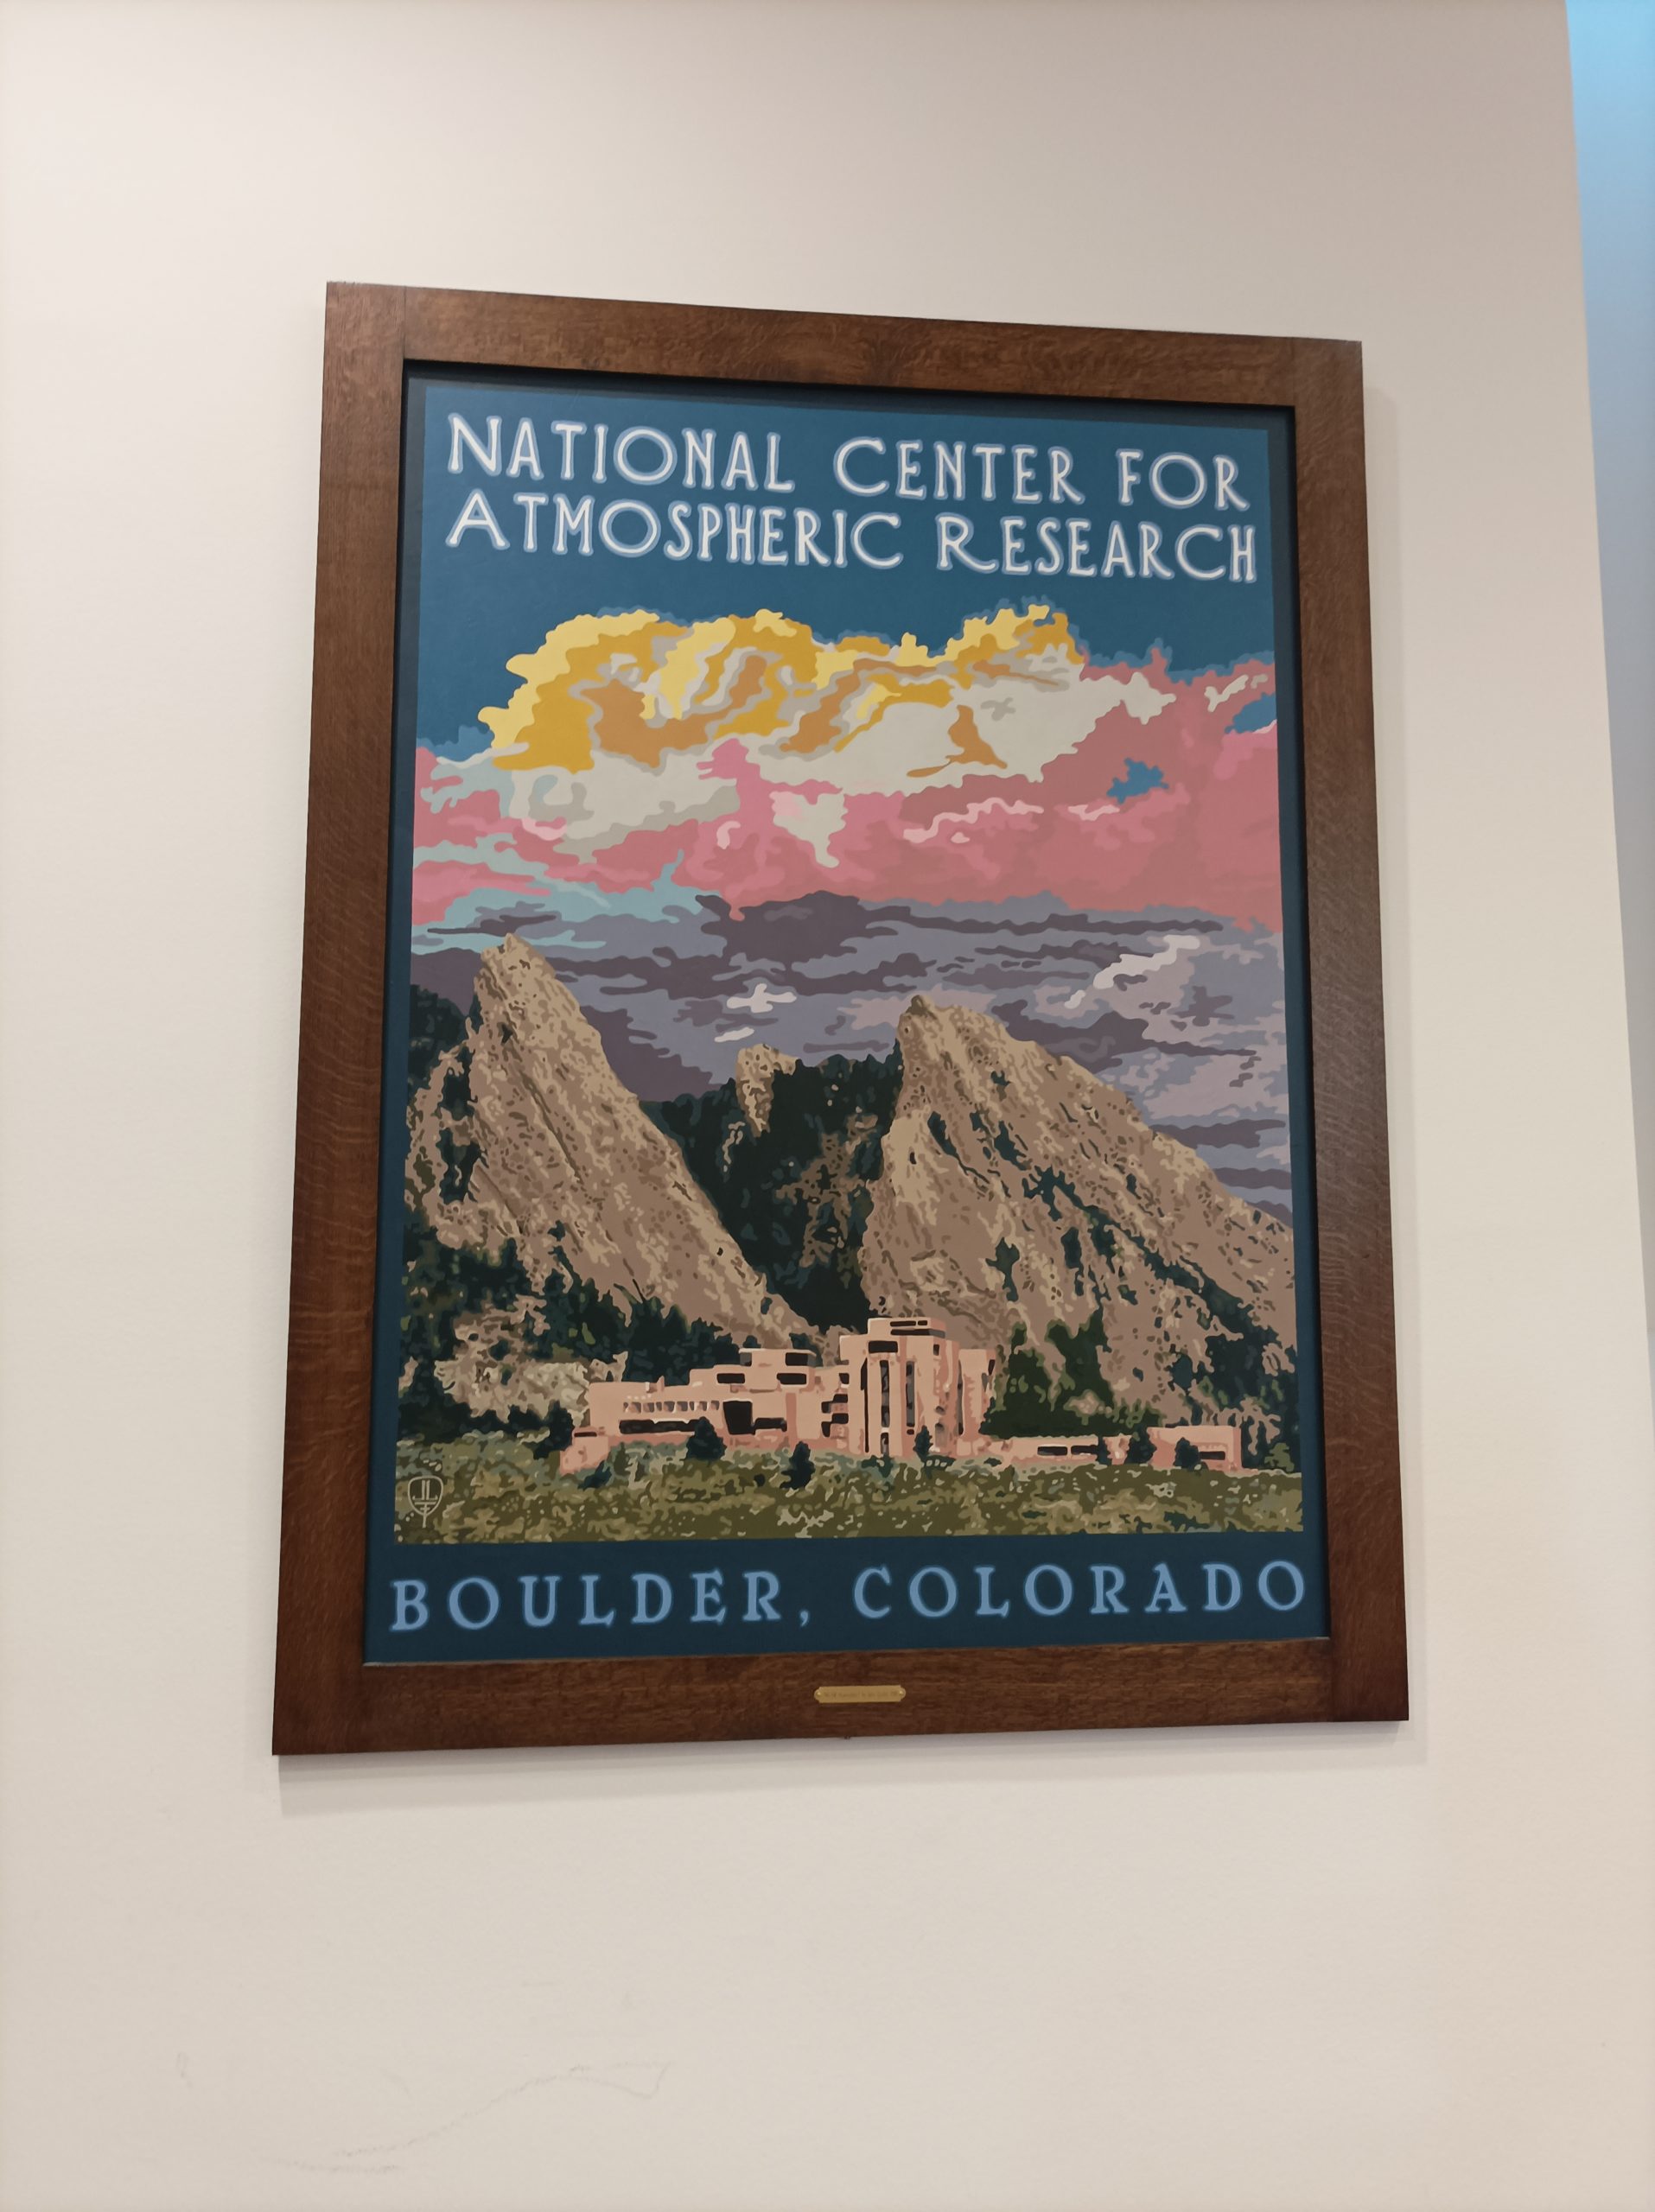 NATIONAL CENTER FOR
ATMOSPHERIC RESEARCH
BOULDER, COLORADO